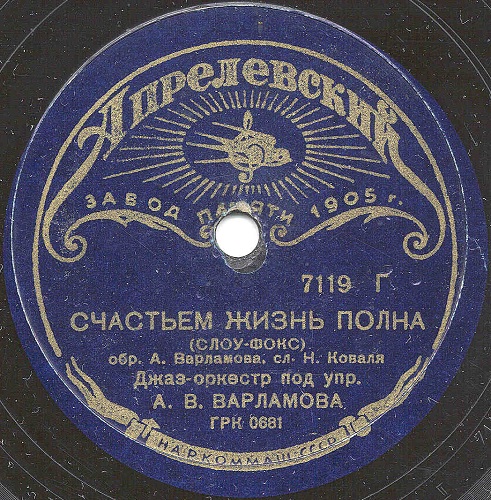 Апрелевский
ЗАВОД ПАМЯТИ 1905 г.
7119 Г
СЧАСТЬЕМ ЖИЗНЬ ПОЛНА
(СЛОУ-ФОКС)
обр. А. Варламова, сл. Н. Коваля
Джаз-оркестр под упр.
А. В. ВАРЛАМОВА
ГРК 0681
НАРКОММАШ-СССР